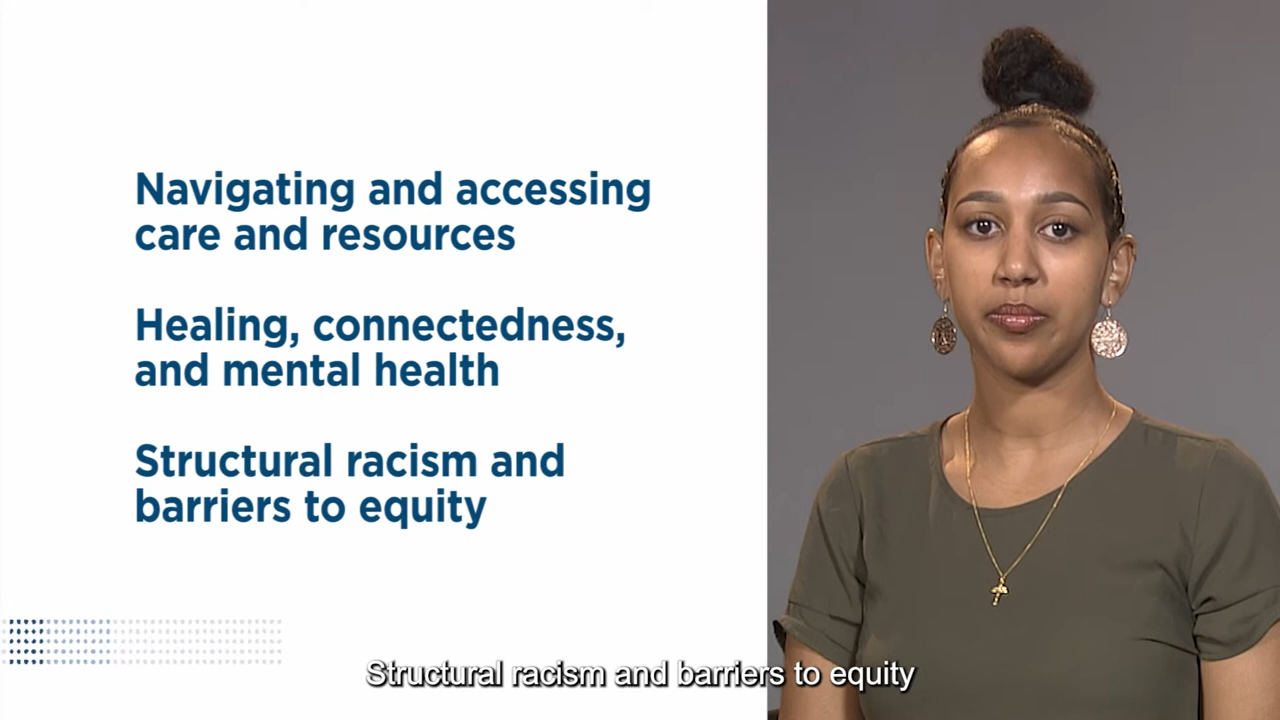 Navigating and accessing
care and resources
Healing, connectedness,
and mental health
Structural racism and
barriers to equity
Structural racism and barriers to equity